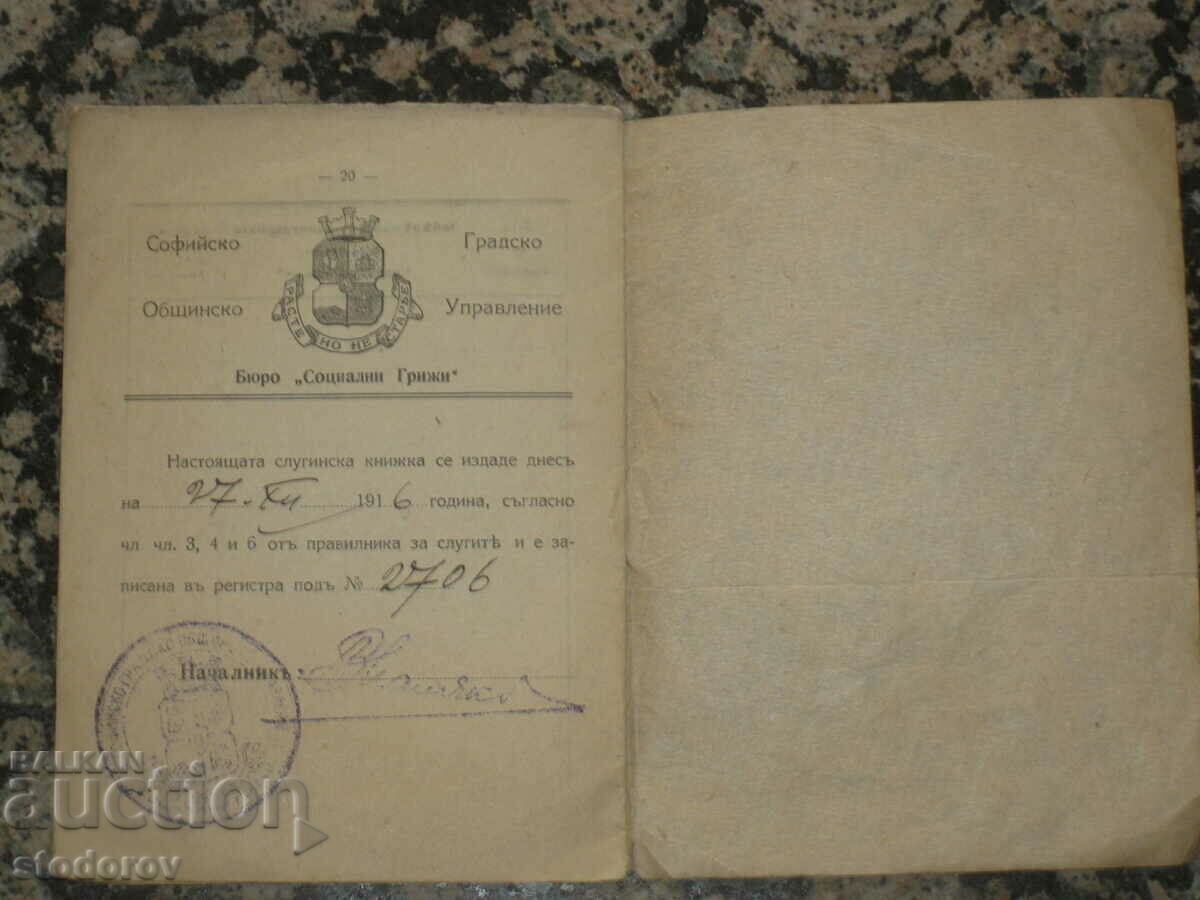 — 20 —
Софийско Градско
Общинско Управление
РАСТЕ НО НЕ СТАРѢЕ
Бюро „Социални Грижи“
Настоящата слугинска книжка се издаде днесъ
на 27-XII 1916 година, съгласно
чл чл. 3, 4 и 6 отъ правилника за слугитѣ и е за-
писана въ регистра подъ № 2706
Началникъ:
BALKAN
auction
stodorov